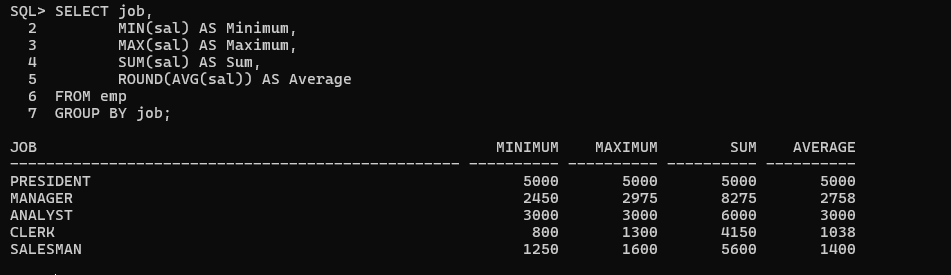 SQL> SELECT job,
  2         MIN(sal) AS Minimum,
  3         MAX(sal) AS Maximum,
  4         SUM(sal) AS Sum,
  5         ROUND(AVG(sal)) AS Average
  6  FROM emp
  7  GROUP BY job;

JOB                                                   MINIMUM    MAXIMUM        SUM    AVERAGE
-------------------------------------------------- ---------- ---------- ---------- ----------
PRESIDENT                                                5000       5000       5000       5000
MANAGER                                                  2450       2975       8275       2758
ANALYST                                                  3000       3000       6000       3000
CLERK                                                     800       1300       4150       1038
SALESMAN                                                 1250       1600       5600       1400